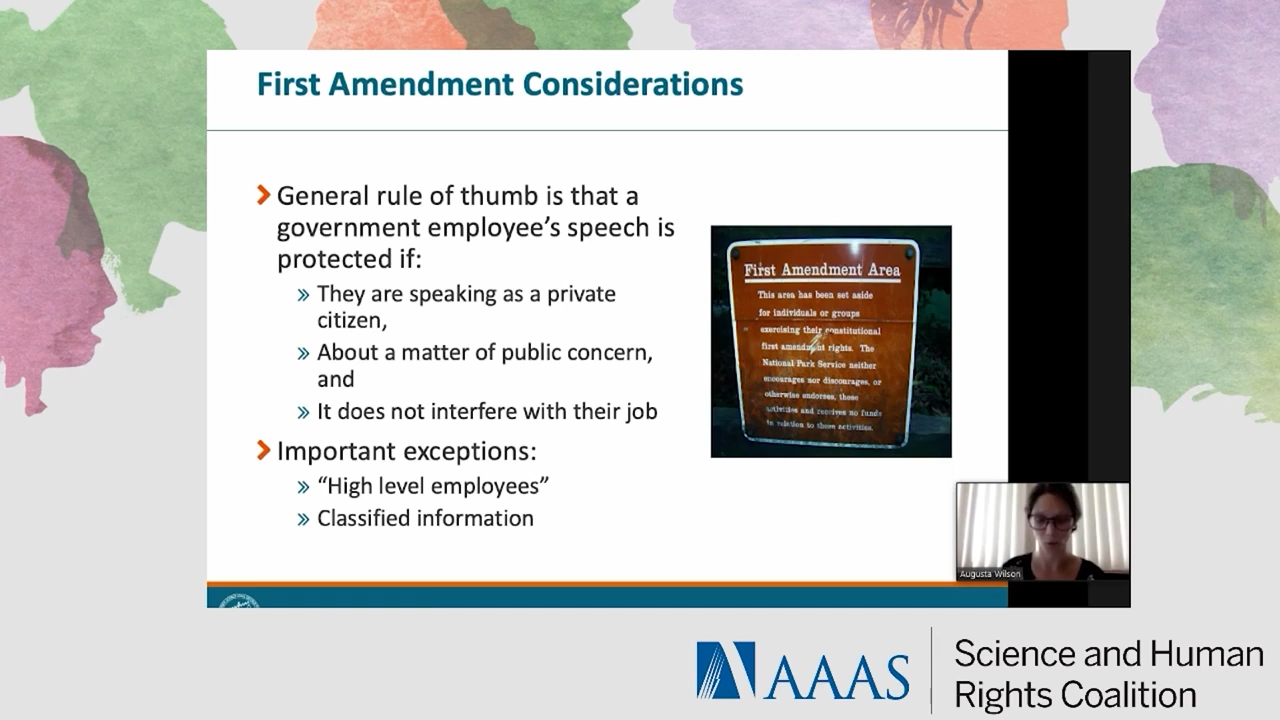 First Amendment Considerations
General rule of thumb is that a
government employee’s speech is
protected if:
» They are speaking as a private
citizen,
» About a matter of public concern,
and
» It does not interfere with their job
Important exceptions:
» “High level employees”
» Classified information
First Amendment Area
This area has been set aside
for individuals or groups
exercising their constitutional
first amendment rights. The
National Park Service neither
encourages nor discourages, or
otherwise endorses, these
activities and receives no funds
in relation to these activities.
Augusta Wilson
AAAS
Science and Human
Rights Coalition